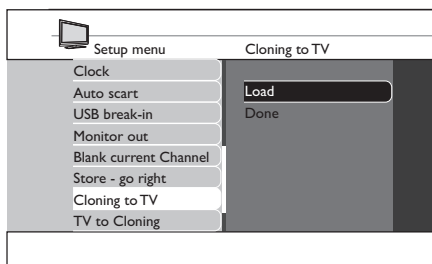 Setup menu
Cloning to TV
Clock
Auto scart
USB break-in
Monitor out
Blank current Channel
Store - go right
Cloning to TV
TV to Cloning
Load
Done